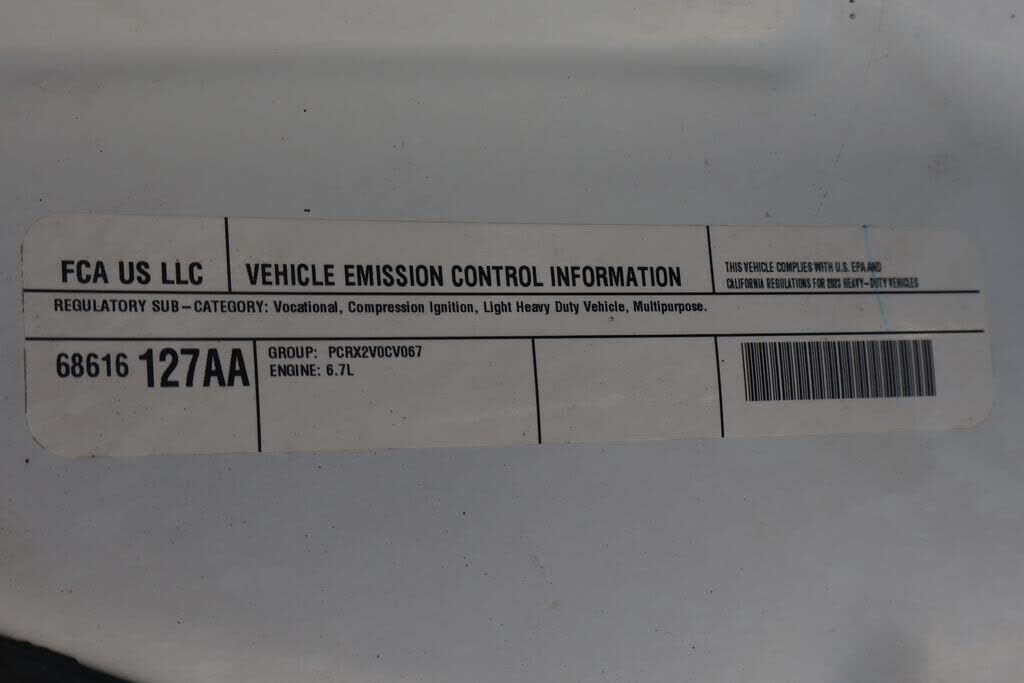 FCA US LLC
VEHICLE EMISSION CONTROL INFORMATION
THIS VEHICLE COMPLIES WITH U.S. EPA AND
CALIFORNIA REGULATIONS FOR 2023 HEAVY-DUTY VEHICLES
REGULATORY SUB-CATEGORY: Vocational, Compression Ignition, Light Heavy Duty Vehicle, Multipurpose.
68616 127AA
GROUP: PCRX2V0CV067
ENGINE: 6.7L